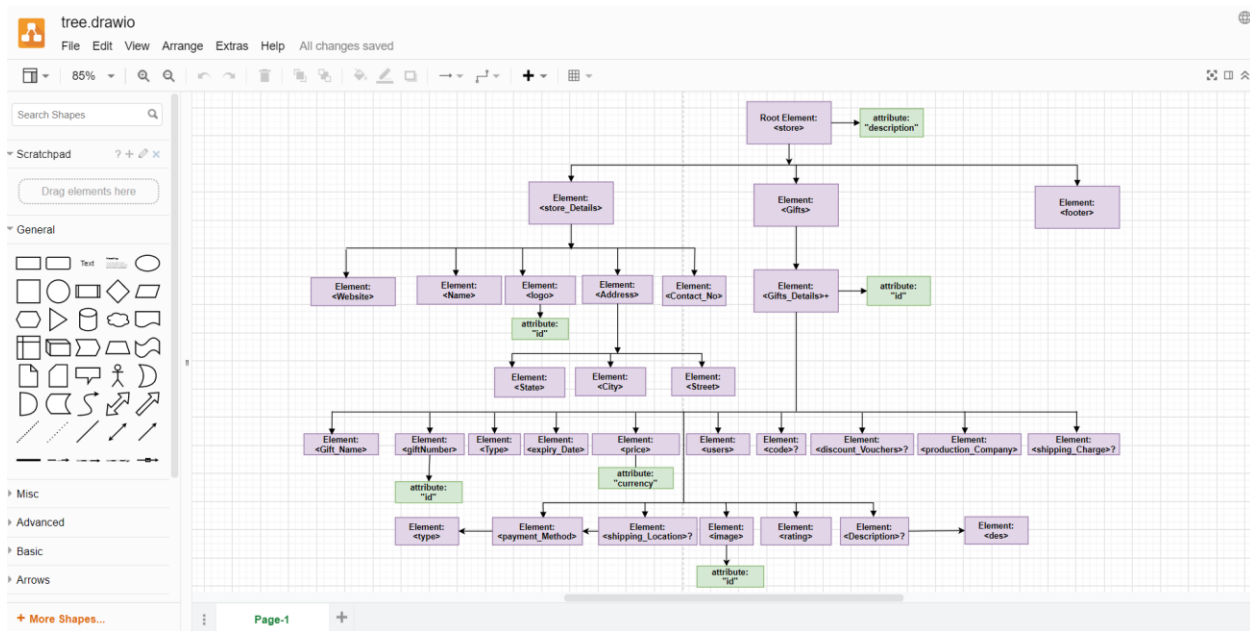 tree.drawio
File Edit View Arrange Extras Help All changes saved
85%
Search Shapes
Scratchpad
Drag elements here
General
Text
Misc
Advanced
Basic
Arrows
+ More Shapes...
Page-1
Root Element:
<store>
attribute:
"description"
Element:
<store_Details>
Element:
<Gifts>
Element:
<footer>
Element:
<Website>
Element:
<Name>
Element:
<logo>
Element:
<Address>
Element:
<Contact_No>
Element:
<Gifts_Details>+
attribute:
"id"
attribute:
"id"
Element:
<State>
Element:
<City>
Element:
<Street>
Element:
<Gift_Name>
Element:
<giftNumber>
Element:
<Type>
Element:
<expiry_Date>
Element:
<price>
Element:
<users>
Element:
<code>?
Element:
<discount_Vouchers>?
Element:
<production_Company>
Element:
<shipping_Charge>?
attribute:
"id"
attribute:
"currency"
Element:
<type>
Element:
<payment_Method>
Element:
<shipping_Location>?
Element:
<image>
Element:
<rating>
Element:
<Description>?
Element:
<des>
attribute:
"id"